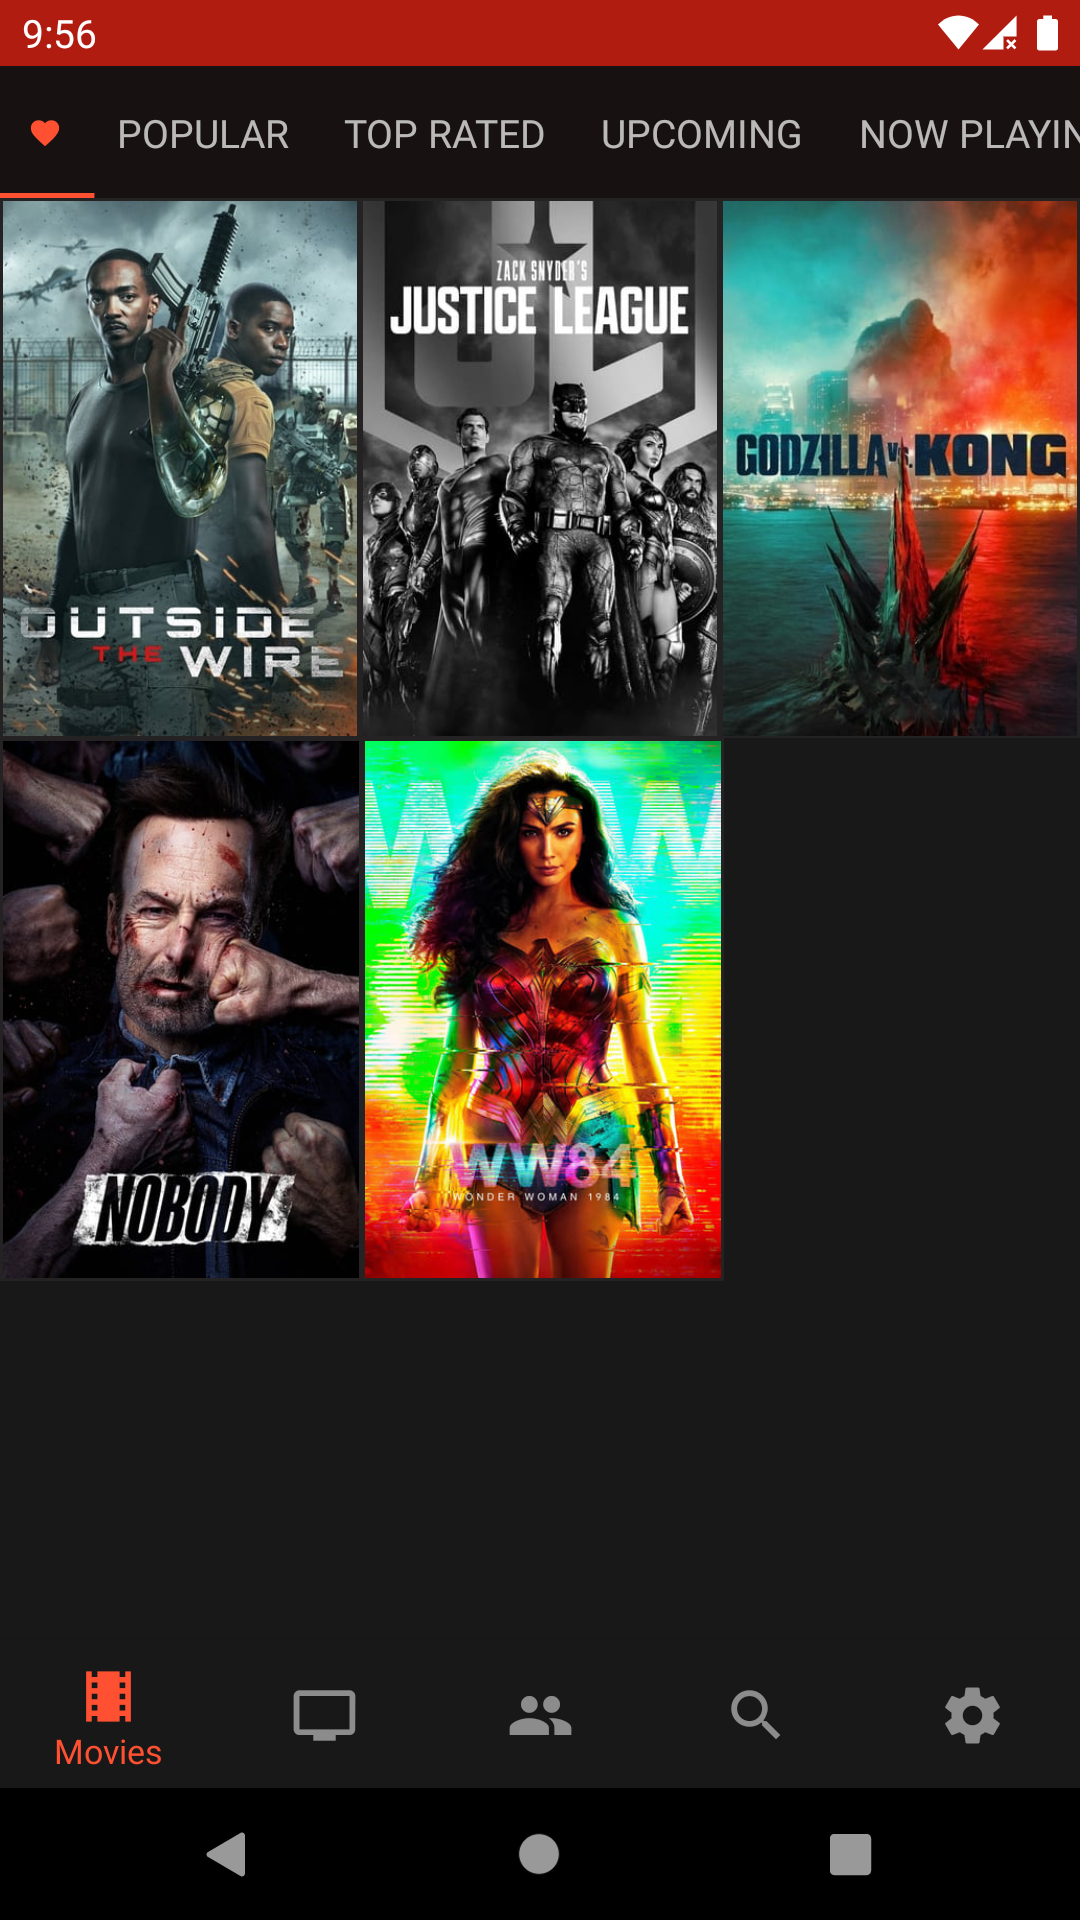 9:56
POPULAR
TOP RATED
UPCOMING
NOW PLAYIN
OUTSIDE
THE WIRE
ZACK SNYDER'S
JUSTICE LEAGUE
GODZILLA vs. KONG
NOBODY
WW84
WONDER WOMAN 1984
Movies